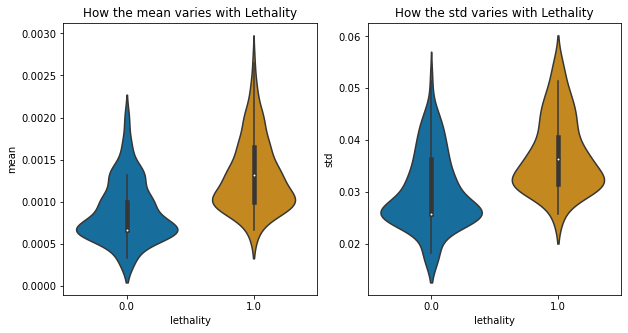 How the mean varies with Lethality
0.0030
0.0025
0.0020
0.0015
0.0010
0.0005
0.0000
mean
0.0
1.0
lethality
How the std varies with Lethality
0.06
0.05
0.04
0.03
0.02
std
0.0
1.0
lethality